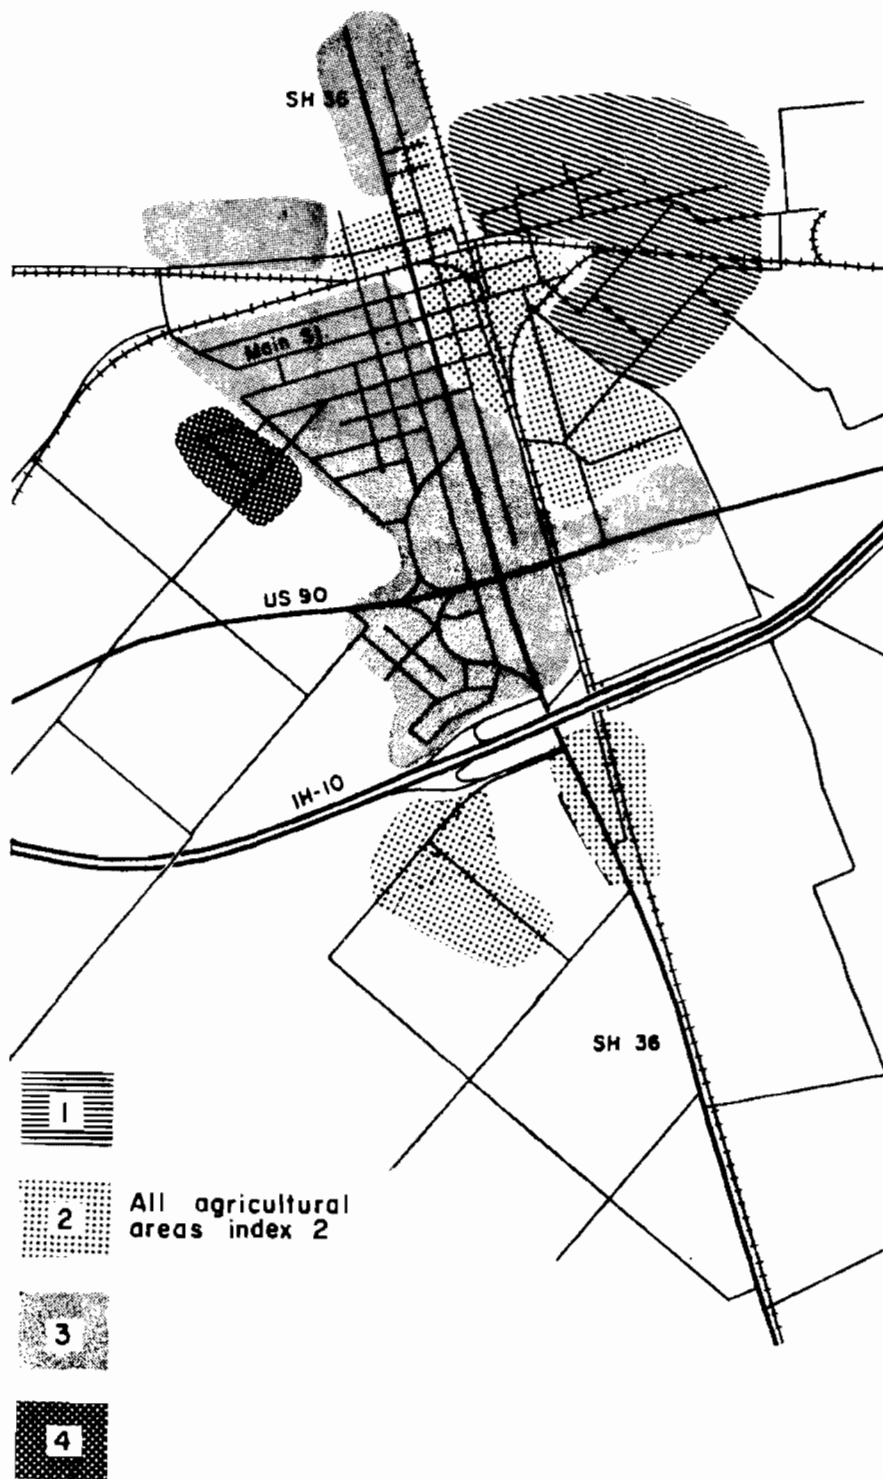 SH 36
Main St.
US 90
IH-10
SH 36
1
2 All agricultural
areas index 2
3
4